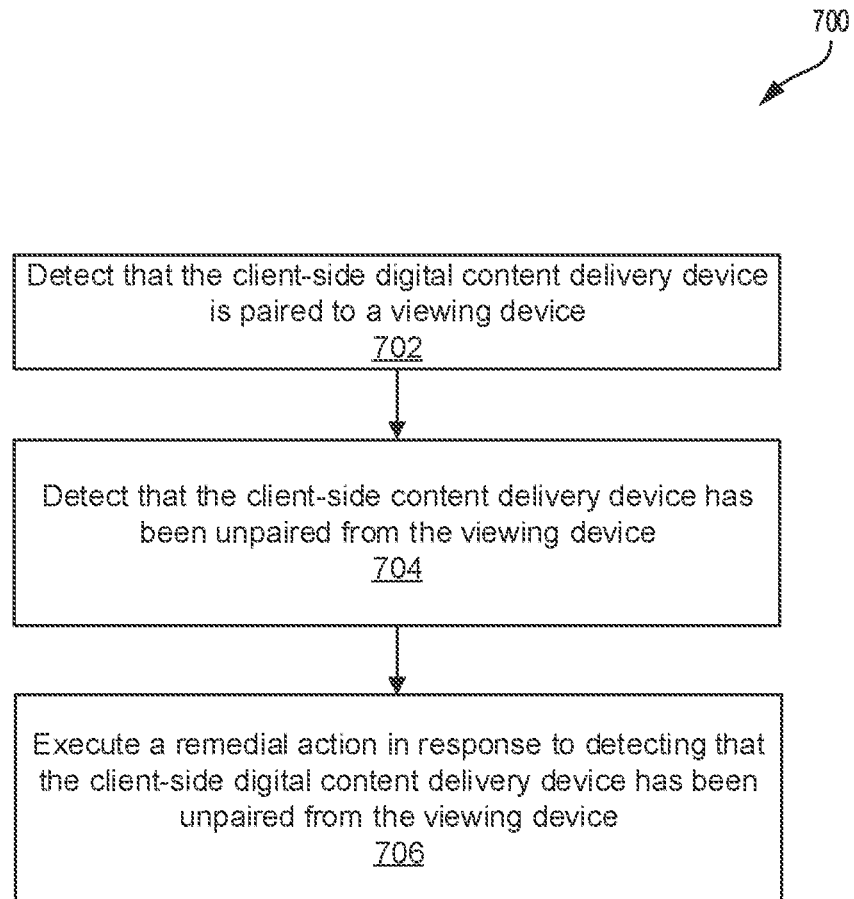 700
Detect that the client-side digital content delivery device
is paired to a viewing device
702
Detect that the client-side content delivery device has
been unpaired from the viewing device
704
Execute a remedial action in response to detecting that
the client-side digital content delivery device has been
unpaired from the viewing device
706